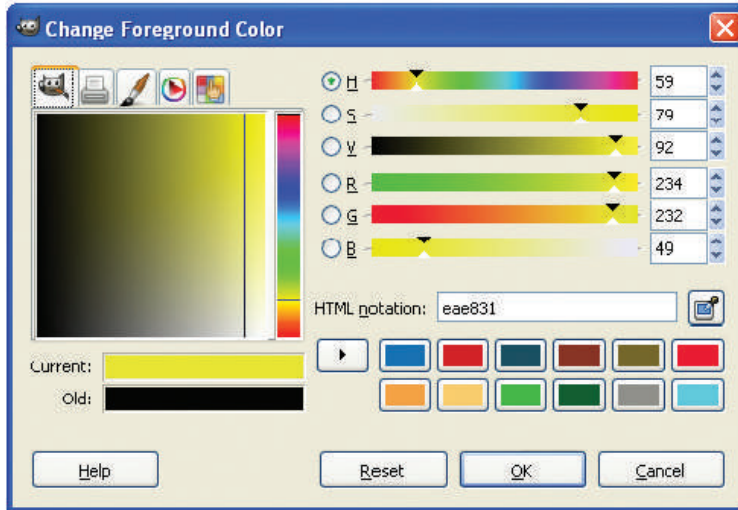 Change Foreground Color
H 59
S 79
V 92
R 234
G 232
B 49
HTML notation: eae831
Current:
Old:
Help Reset OK Cancel